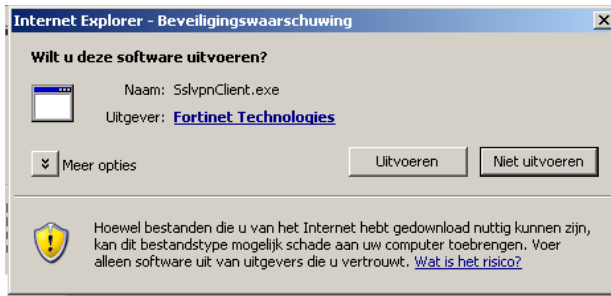 Internet Explorer - Beveiligingswaarschuwing
Wilt u deze software uitvoeren?
Naam: SslvpnClient.exe
Uitgever: Fortinet Technologies
Meer opties
Uitvoeren
Niet uitvoeren
Hoewel bestanden die u van het Internet hebt gedownload nuttig kunnen zijn,
kan dit bestandstype mogelijk schade aan uw computer toebrengen. Voer
alleen software uit van uitgevers die u vertrouwt. Wat is het risico?